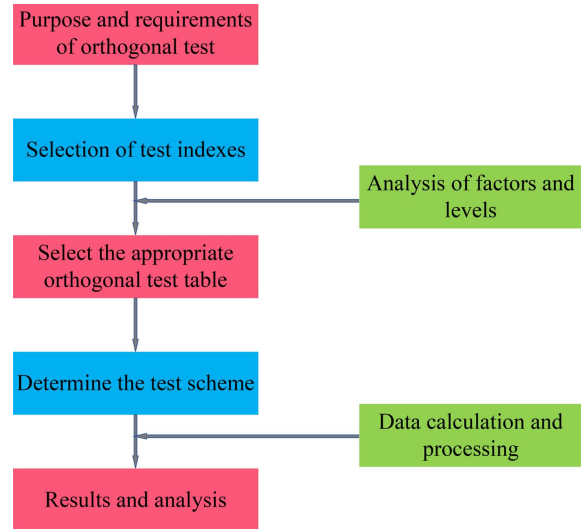 Purpose and requirements
of orthogonal test
Selection of test indexes
Analysis of factors and
levels
Select the appropriate
orthogonal test table
Determine the test scheme
Data calculation and
processing
Results and analysis